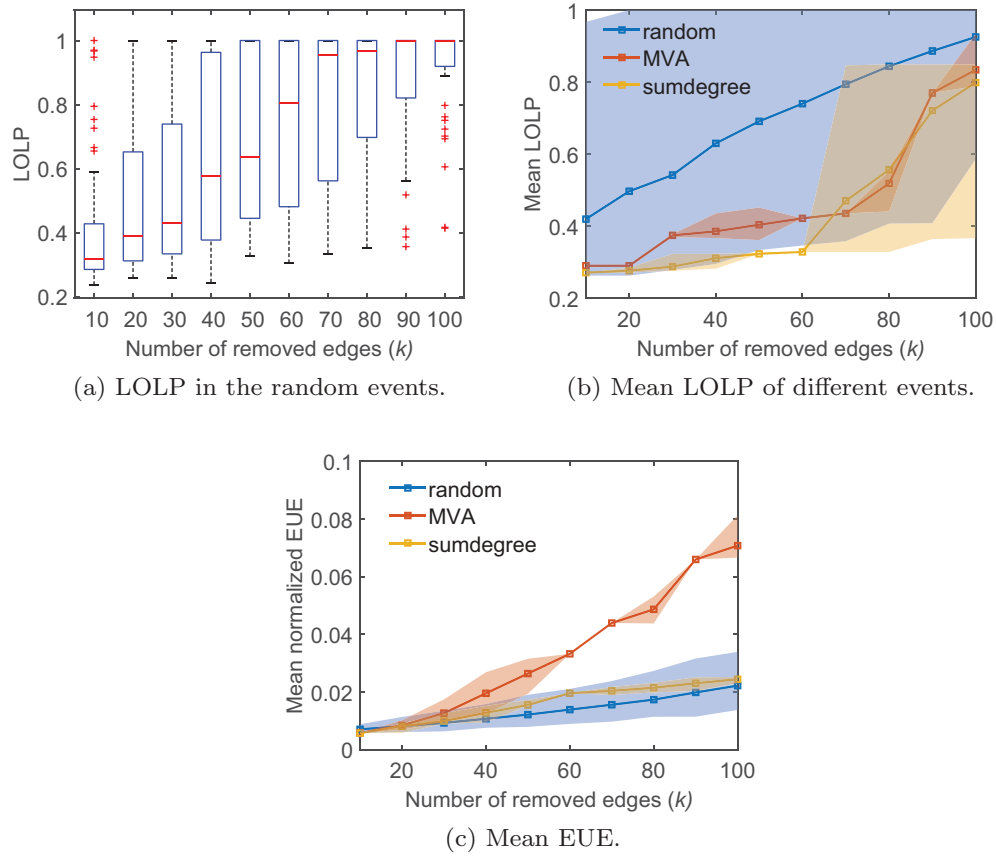 LOLP
1
0.8
0.6
0.4
0.2
10 20 30 40 50 60 70 80 90 100
Number of removed edges (k)
(a) LOLP in the random events.
Mean LOLP
1
0.8
0.6
0.4
0.2
random
MVA
sumdegree
20 40 60 80 100
Number of removed edges (k)
(b) Mean LOLP of different events.
Mean normalized EUE
0.1
0.08
0.06
0.04
0.02
0
random
MVA
sumdegree
20 40 60 80 100
Number of removed edges (k)
(c) Mean EUE.